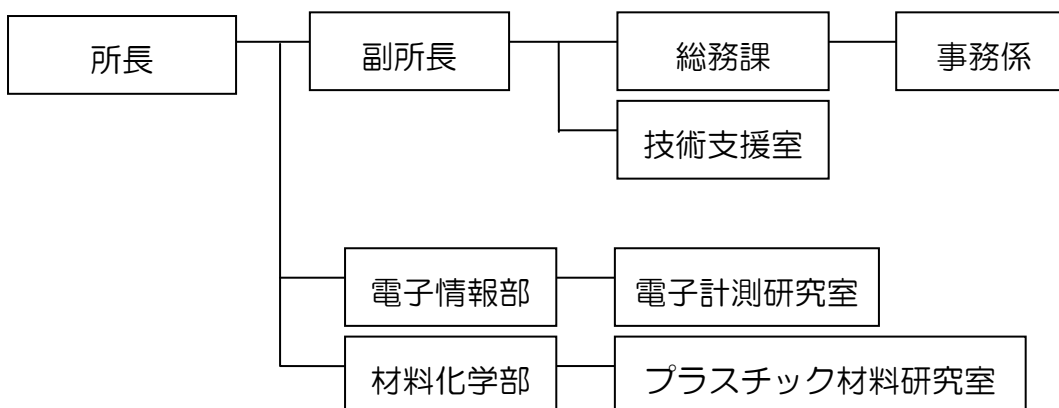 所長
副所長
総務課
事務係
技術支援室
電子情報部
電子計測研究室
材料化学部
プラスチック材料研究室